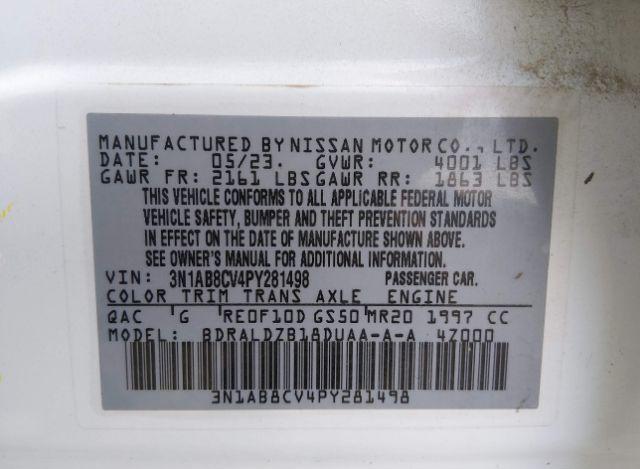 MANUFACTURED BY NISSAN MOTOR CO., LTD.
DATE: 05/23. GVWR: 4001 LBS
GAWR FR: 2161 LBS GAWR RR: 1863 LBS
THIS VEHICLE CONFORMS TO ALL APPLICABLE FEDERAL MOTOR
VEHICLE SAFETY, BUMPER AND THEFT PREVENTION STANDARDS
IN EFFECT ON THE DATE OF MANUFACTURE SHOWN ABOVE.
SEE OWNER'S MANUAL FOR ADDITIONAL INFORMATION.
VIN: 3N1AB8CV4PY281498 PASSENGER CAR.
COLOR TRIM TRANS AXLE ENGINE
QAC G RE0F10D GS50 MR20 1997 CC
MODEL: BDRALDZB18DUAA-A-A 4Z000
3N1AB8CV4PY281498